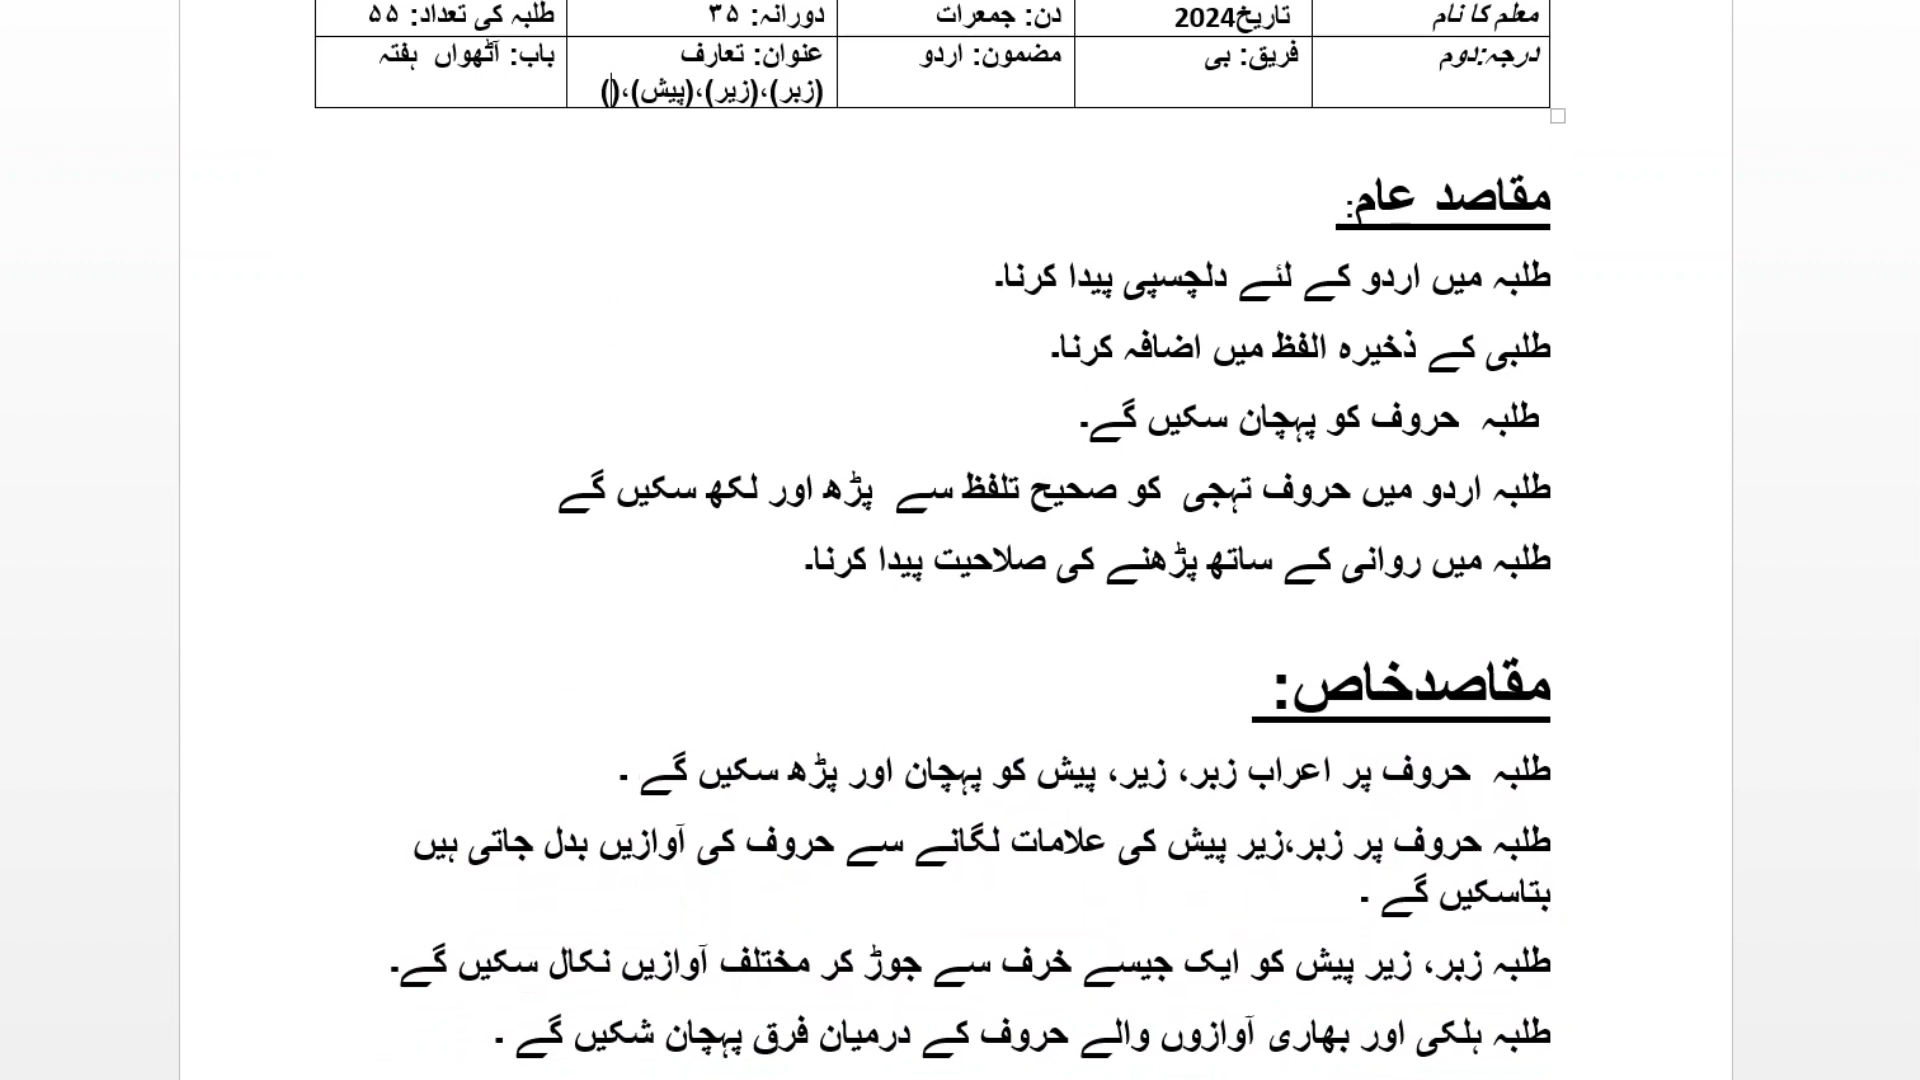 معلم کا نام تاریخ2024 دن: جمعرات دورانہ: ۳۵ طلبہ کی تعداد: ۵۵
درجہ:دوم فریق: بی مضمون: اردو عنوان: تعارف باب: آٹھواں ہفتہ
(زبر)،(زیر)،(پیش)،()
مقاصد عام:
طلبہ میں اردو کے لئے دلچسپی پیدا کرنا۔
طلبی کے ذخیرہ الفظ میں اضافہ کرنا۔
طلبہ حروف کو پہچان سکیں گے۔
طلبہ اردو میں حروف تہجی کو صحیح تلفظ سے پڑھ اور لکھ سکیں گے
طلبہ میں روانی کے ساتھ پڑھنے کی صلاحیت پیدا کرنا۔
مقاصدخاص:
طلبہ حروف پر اعراب زبر، زیر، پیش کو پہچان اور پڑھ سکیں گے ۔
طلبہ حروف پر زبر،زیر پیش کی علامات لگانے سے حروف کی آوازیں بدل جاتی ہیں
بتاسکیں گے ۔
طلبہ زبر، زیر پیش کو ایک جیسے خرف سے جوڑ کر مختلف آوازیں نکال سکیں گے۔
طلبہ ہلکی اور بھاری آوازوں والے حروف کے درمیان فرق پہچان شکیں گے ۔